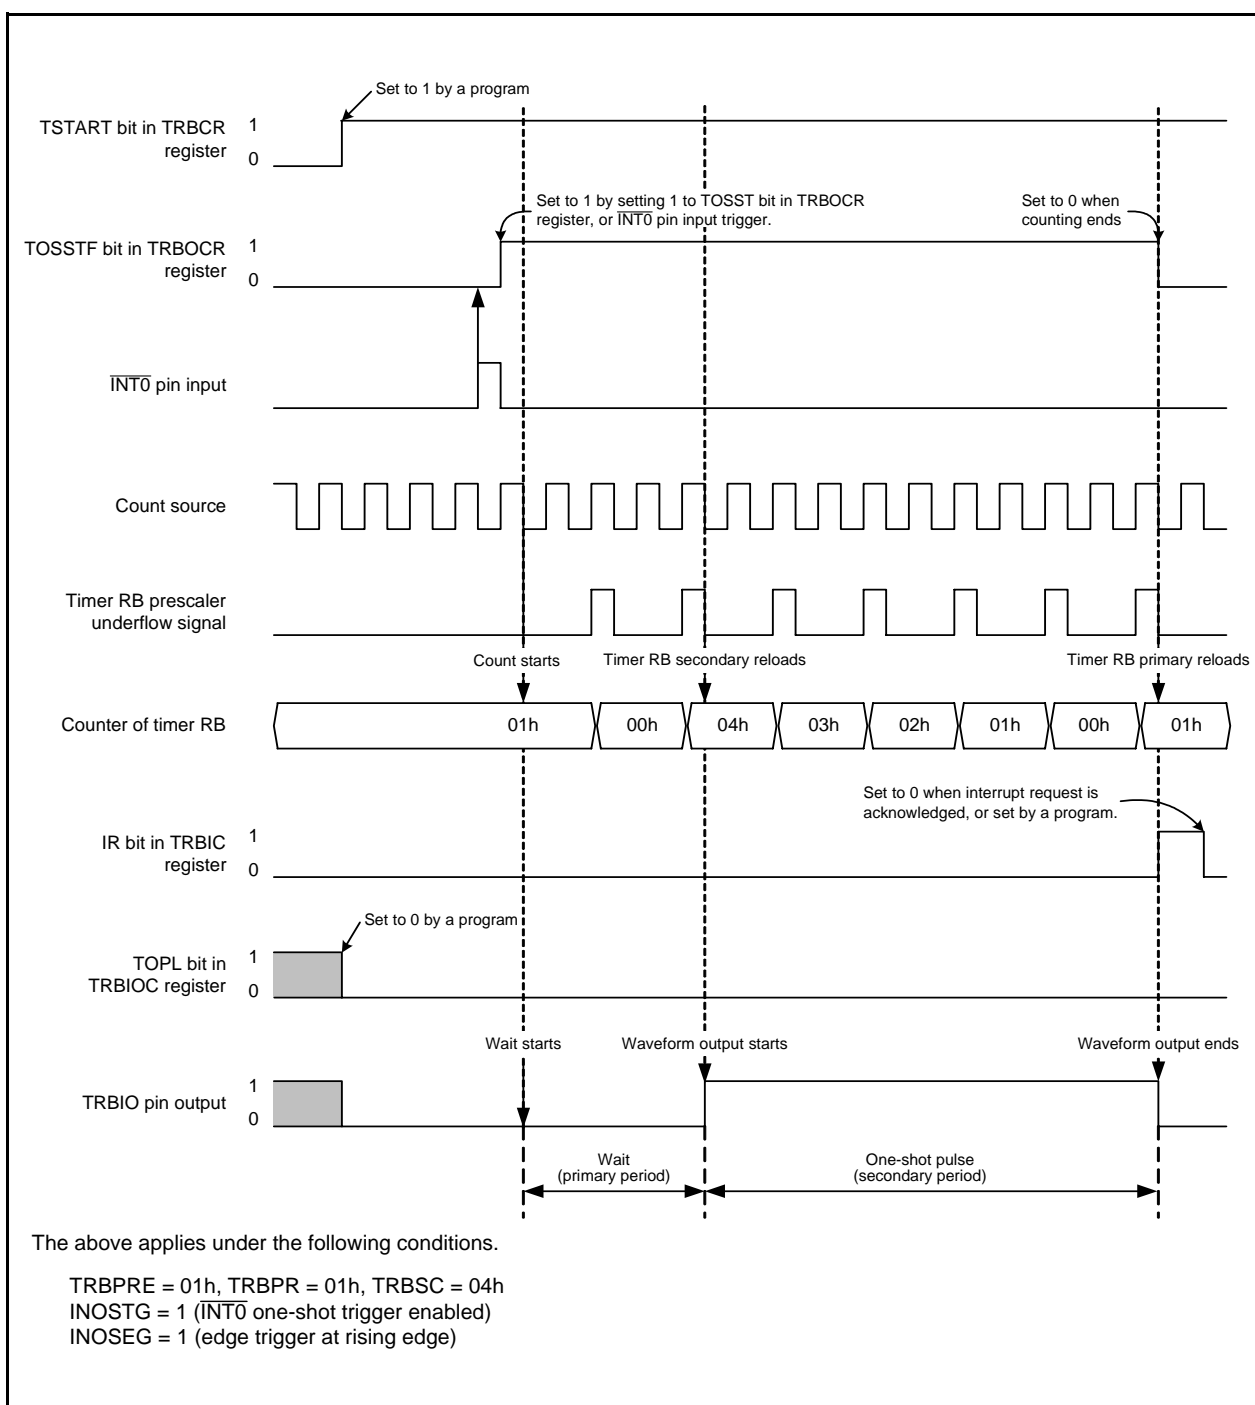 Set to 1 by a program
TSTART bit in TRBCR
register
1
0
Set to 1 by setting 1 to TOSST bit in TRBOCR
register, or INT0 pin input trigger.
Set to 0 when
counting ends
TOSSTF bit in TRBOCR
register
1
0
INT0 pin input
Count source
Timer RB prescaler
underflow signal
Count starts
Timer RB secondary reloads
Timer RB primary reloads
Counter of timer RB
01h
00h
04h
03h
02h
01h
00h
01h
Set to 0 when interrupt request is
acknowledged, or set by a program.
IR bit in TRBIC
register
1
0
Set to 0 by a program
TOPL bit in
TRBIOC register
1
0
Wait starts
Waveform output starts
Waveform output ends
TRBIO pin output
1
0
Wait
(primary period)
One-shot pulse
(secondary period)
The above applies under the following conditions.
TRBPRE = 01h, TRBPR = 01h, TRBSC = 04h
INOSTG = 1 (INT0 one-shot trigger enabled)
INOSEG = 1 (edge trigger at rising edge)